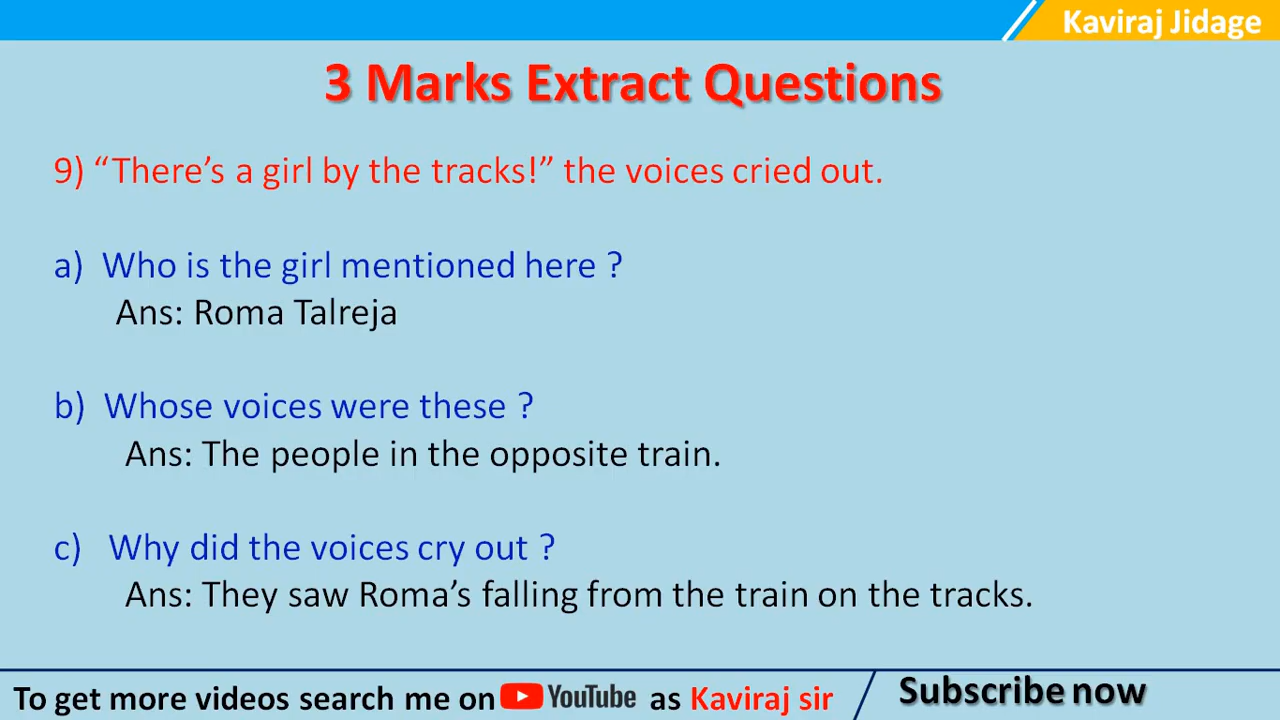 Kaviraj Jidage
3 Marks Extract Questions
9) “There’s a girl by the tracks!” the voices cried out.
a) Who is the girl mentioned here ?
Ans: Roma Talreja
b) Whose voices were these ?
Ans: The people in the opposite train.
c) Why did the voices cry out ?
Ans: They saw Roma’s falling from the train on the tracks.
To get more videos search me on YouTube as Kaviraj sir
Subscribe now